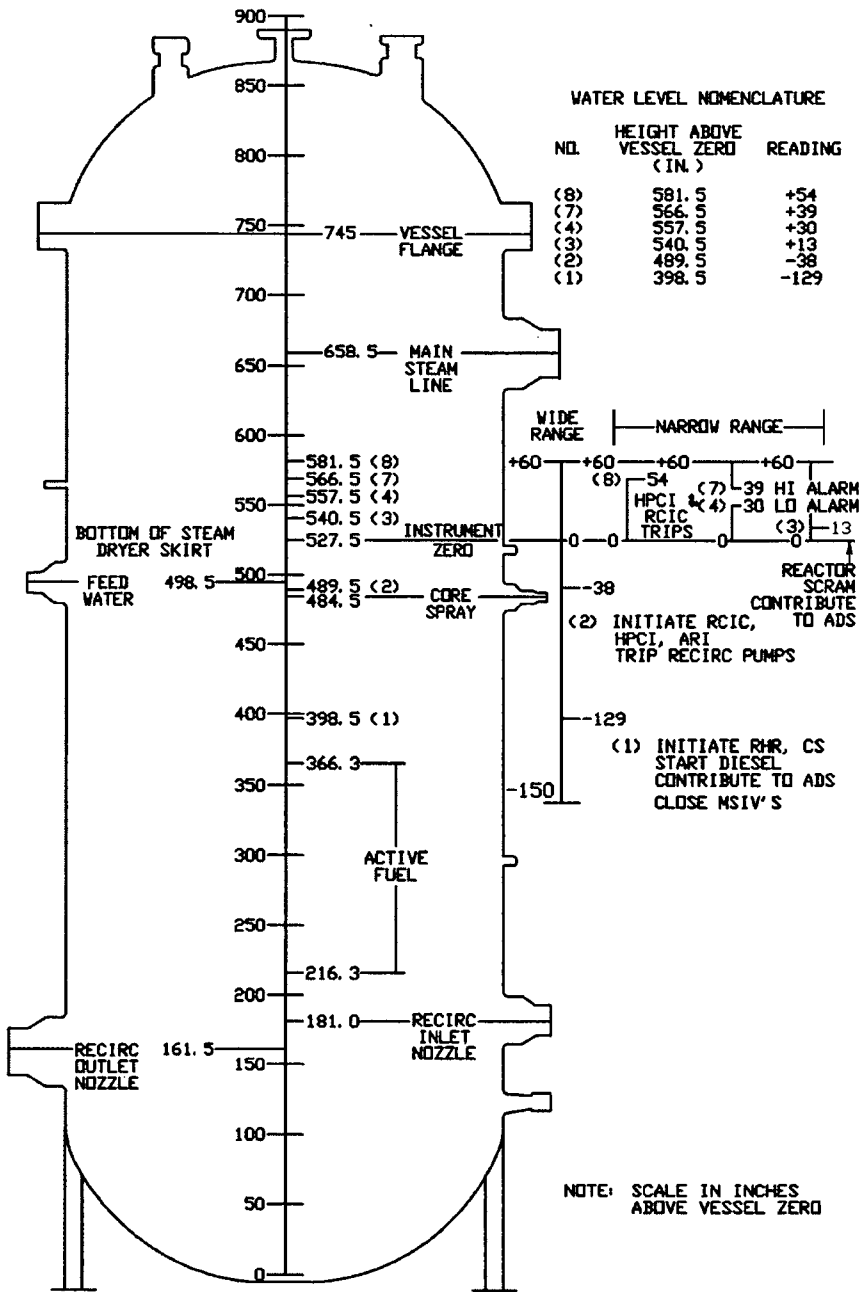 900
850
800
750
700
650
600
550
500
450
400
350
300
250
200
150
100
50
0
WATER LEVEL NOMENCLATURE
NO. HEIGHT ABOVE VESSEL ZERO (IN.) READING
(8) 581.5 +54
(7) 566.5 +39
(4) 557.5 +30
(3) 540.5 +13
(2) 489.5 -38
(1) 398.5 -129
745 VESSEL
FLANGE
658.5 MAIN
STEAM
LINE
581.5 (8)
566.5 (7)
557.5 (4)
540.5 (3)
527.5 INSTRUMENT
ZERO
BOTTOM OF STEAM
DRYER SKIRT
FEED 498.5
WATER
489.5 (2)
484.5 CORE
SPRAY
398.5 (1)
366.3
ACTIVE
FUEL
216.3
181.0 RECIRC
INLET
NOZZLE
RECIRC 161.5
OUTLET
NOZZLE
WIDE
RANGE
NARROW RANGE
+60 +60 +60 +60
(8) 54
HPCI &
RCIC
TRIPS
(7) 39 HI ALARM
(4) 30 LO ALARM
(3) 13
0 0 0 0
REACTOR
SCRAM
CONTRIBUTE
TO ADS
-38
(2) INITIATE RCIC,
HPCI, ARI
TRIP RECIRC PUMPS
-129
(1) INITIATE RHR, CS
START DIESEL
CONTRIBUTE TO ADS
CLOSE MSIV'S
-150
NOTE: SCALE IN INCHES
ABOVE VESSEL ZERO